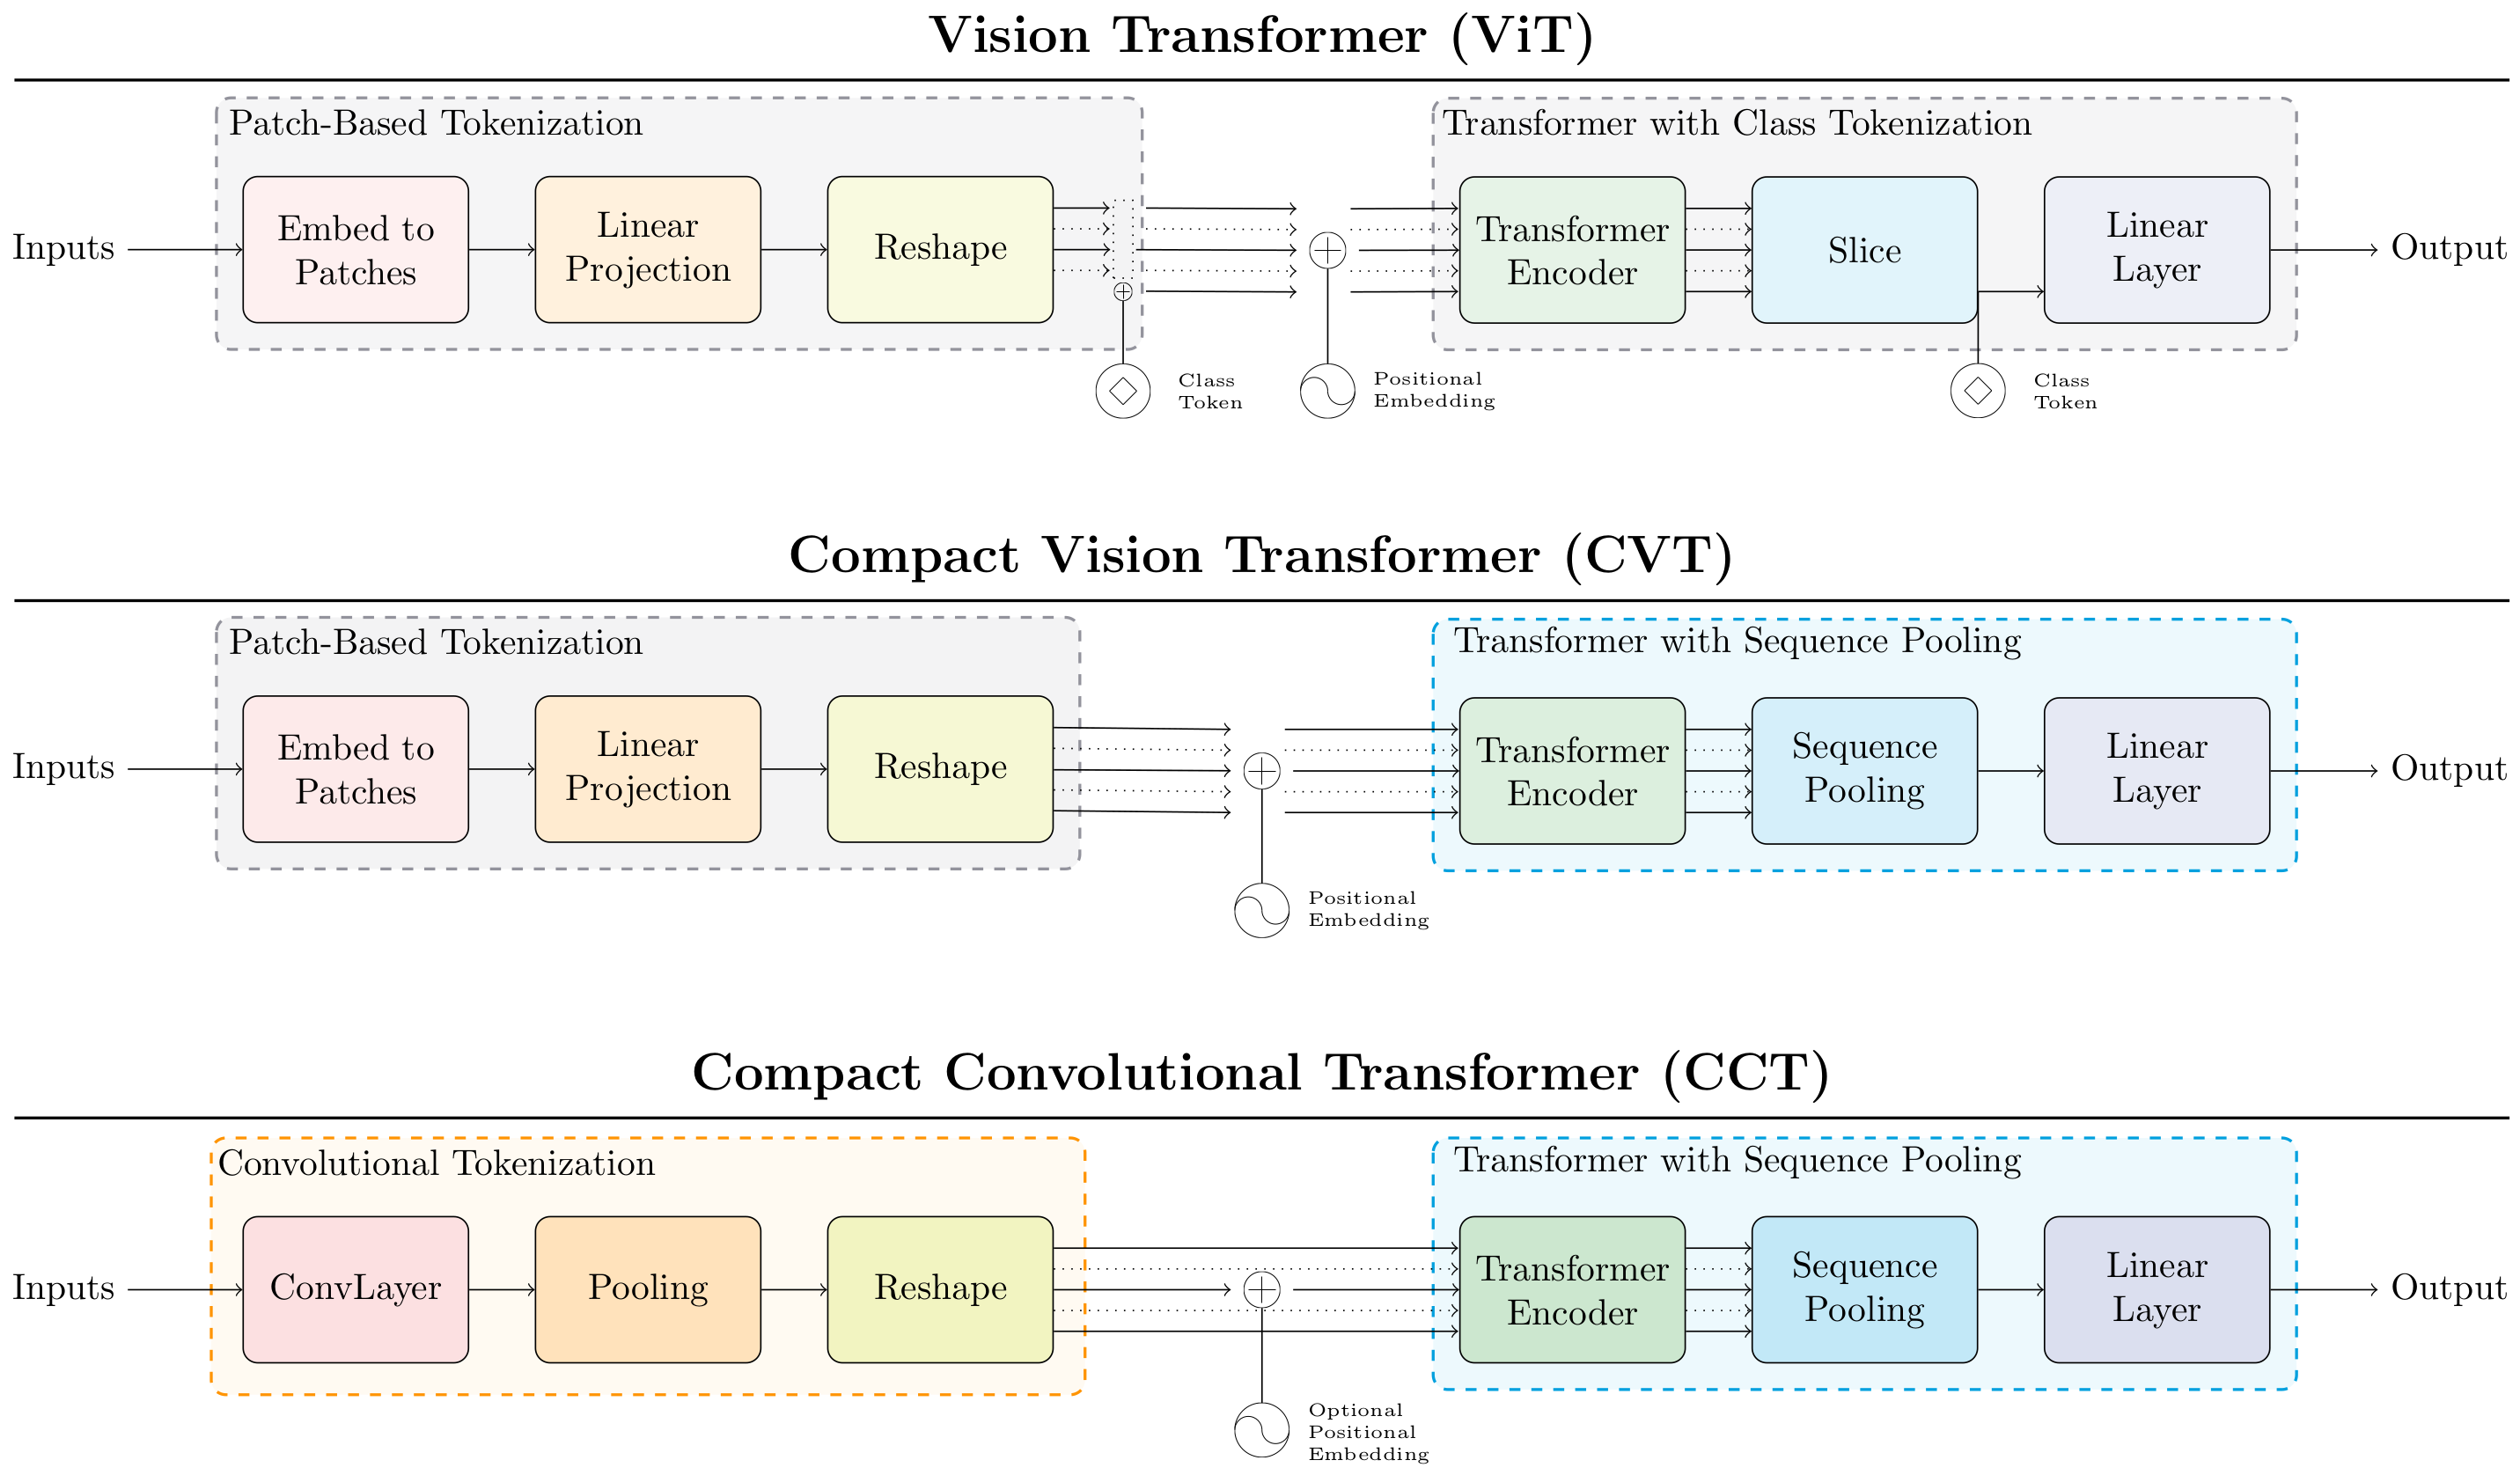 Vision Transformer (ViT)
Patch-Based Tokenization
Transformer with Class Tokenization
Inputs
Embed to
Patches
Linear
Projection
Reshape
Transformer
Encoder
Slice
Linear
Layer
Output
Class
Token
Positional
Embedding
Class
Token
Compact Vision Transformer (CVT)
Patch-Based Tokenization
Transformer with Sequence Pooling
Inputs
Embed to
Patches
Linear
Projection
Reshape
Transformer
Encoder
Sequence
Pooling
Linear
Layer
Output
Positional
Embedding
Compact Convolutional Transformer (CCT)
Convolutional Tokenization
Transformer with Sequence Pooling
Inputs
ConvLayer
Pooling
Reshape
Transformer
Encoder
Sequence
Pooling
Linear
Layer
Output
Optional
Positional
Embedding